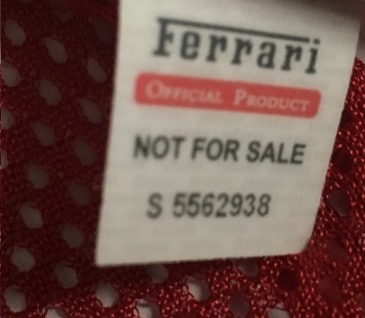 Ferrari
OFFICIAL PRODUCT
NOT FOR SALE
S 5562938